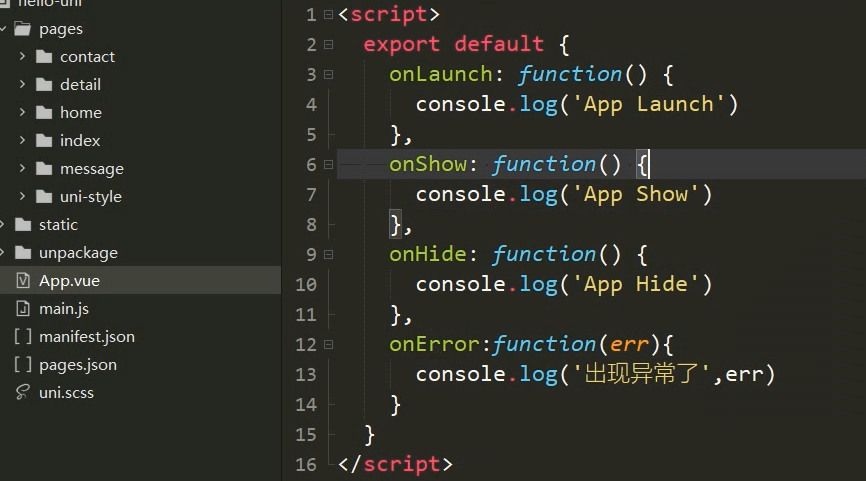 hello-uni
pages
contact
detail
home
index
message
uni-style
static
unpackage
App.vue
main.js
manifest.json
pages.json
uni.scss
1 <script>
2 export default {
3 onLaunch: function() {
4 console.log('App Launch')
5 },
6 onShow: function() {
7 console.log('App Show')
8 },
9 onHide: function() {
10 console.log('App Hide')
11 },
12 onError:function(err){
13 console.log('出现异常了',err)
14 }
15 }
16 </script>